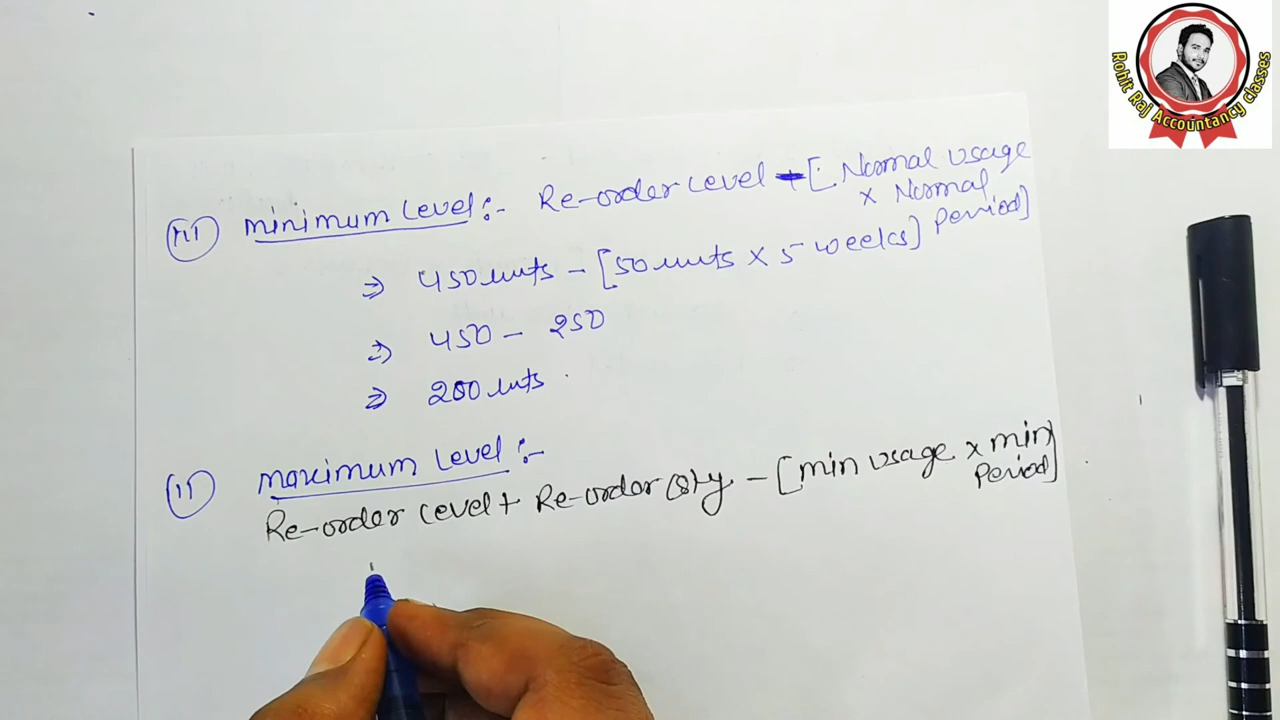 Rohit Raj Accountancy classes
(iii) minimum Level :- Re-order Level - [Normal usage
x Normal
Period]
⇒ 450 units - [50 units x 5 weeks]
⇒ 450 - 250
⇒ 200 units
maximum Level :-
Re-order Level + Re-order Qty - [min usage x min
Period]